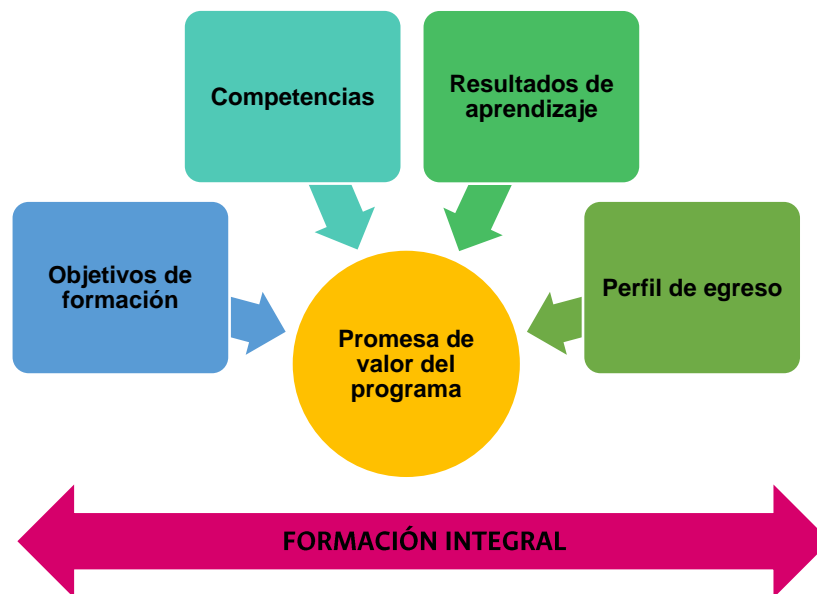 Competencias
Resultados de
aprendizaje
Objetivos de
formación
Perfil de egreso
Promesa de
valor del
programa
FORMACIÓN INTEGRAL